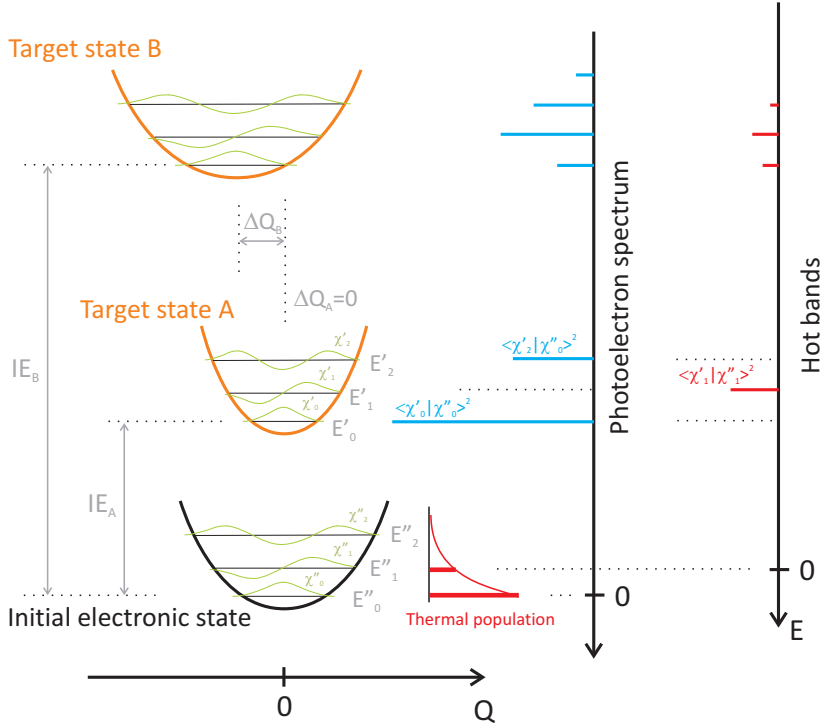 Target state B
ΔQ_B
ΔQ_A=0
Target state A
IE_B
χ'_2
E'_2
χ'_1
E'_1
χ'_0
E'_0
<χ'_2|χ''_0>²
<χ'_0|χ''_0>²
<χ'_1|χ''_1>²
Photoelectron spectrum
Hot bands
IE_A
χ''_2
E''_2
χ''_1
E''_1
χ''_0
E''_0
Initial electronic state
Thermal population
0
0
E
0
Q